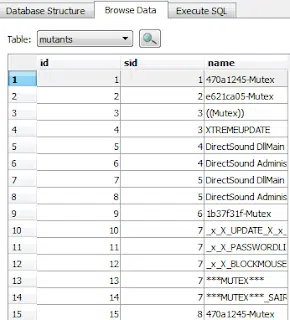 Database Structure Browse Data Execute SQL
Table: mutants
id sid name
1 1 1 470a1245-Mutex
2 2 2 e621ca05-Mutex
3 3 3 ((Mutex))
4 4 3 XTREMEUPDATE
5 5 4 DirectSound DllMain
6 6 4 DirectSound Adminis
7 7 5 DirectSound DllMain
8 8 5 DirectSound Adminis
9 9 6 1b37f31f-Mutex
10 10 7 _x_X_UPDATE_X_x_
11 11 7 _x_X_PASSWORDLI
12 12 7 _x_X_BLOCKMOUSE
13 13 7 ***MUTEX***
14 14 7 ***MUTEX***_SAIR
15 15 8 470a1245-Mutex